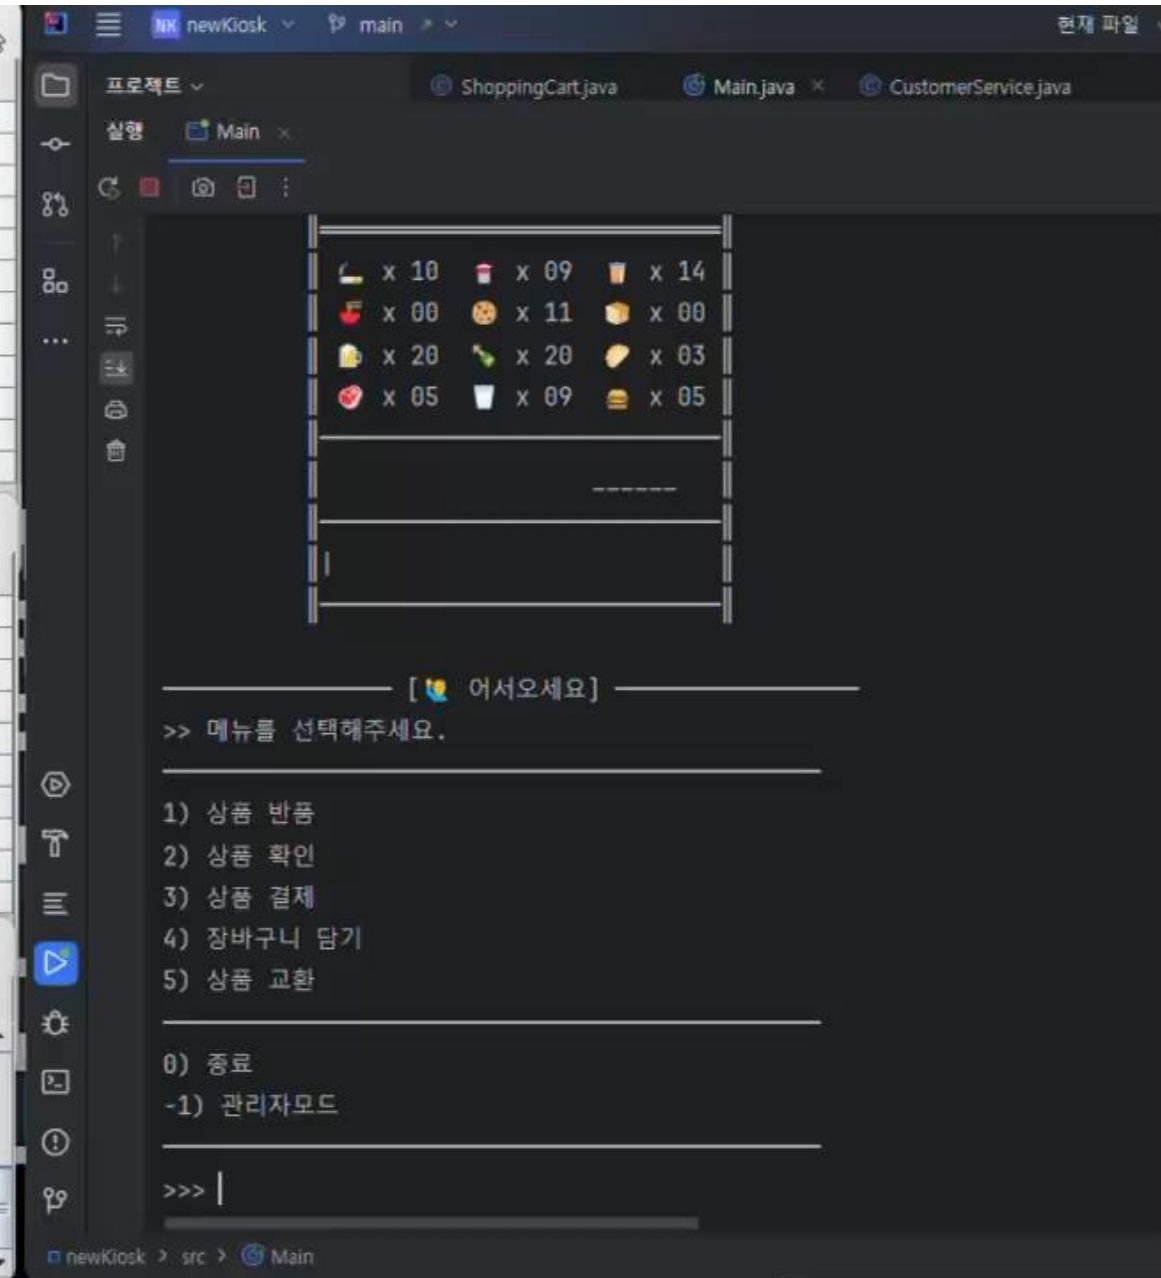 NK newKiosk main 현재 파일
프로젝트 ShoppingCart.java Main.java CustomerService.java
실행 Main
x 10 x 09 x 14
x 00 x 11 x 00
x 20 x 20 x 03
x 05 x 09 x 05
------
[ 어서오세요]
>> 메뉴를 선택해주세요.
1) 상품 반품
2) 상품 확인
3) 상품 결제
4) 장바구니 담기
5) 상품 교환
0) 종료
-1) 관리자모드
>>>
newKiosk > src > Main